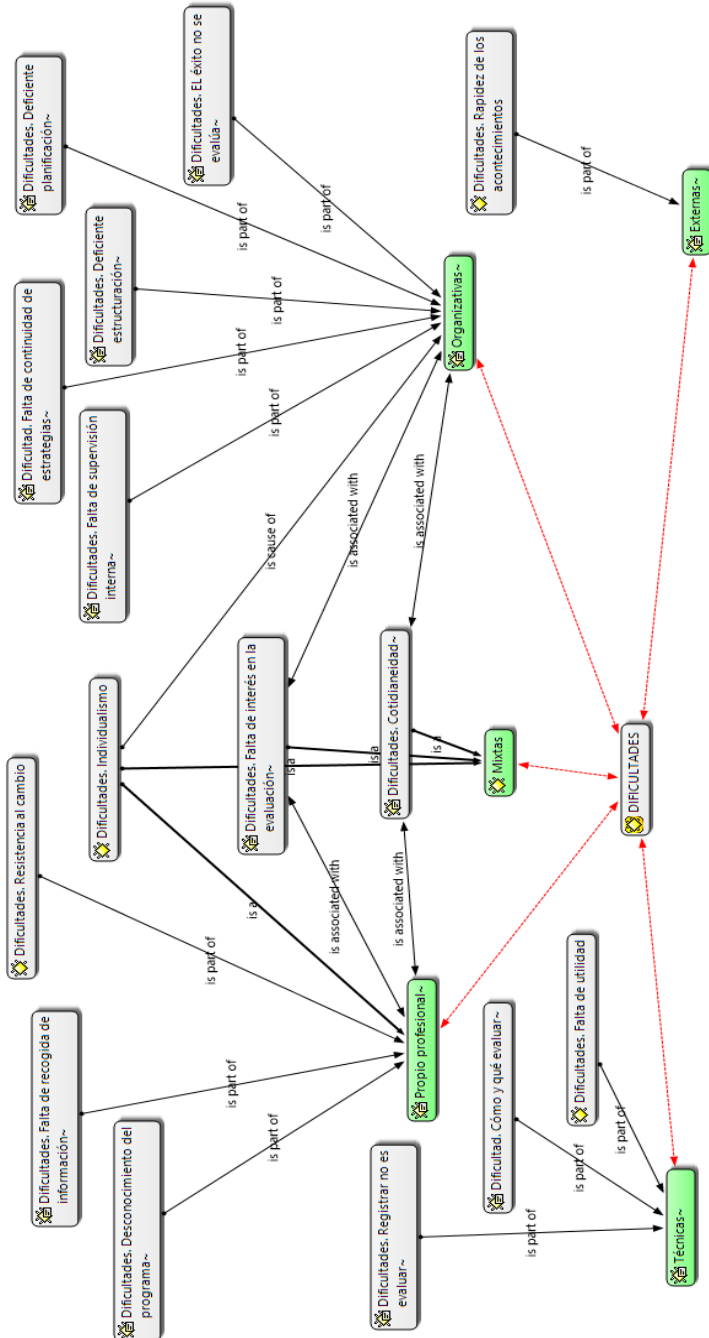 Dificultades. Falta de recogida de
información~
Dificultades. Resistencia al cambio
Dificultad. Falta de continuidad de
estrategias~
Dificultades. Deficiente
planificación~
Dificultades. Desconocimiento del
programa~
Dificultades. Individualismo
Dificultades. Falta de supervisión
interna~
Dificultades. Deficiente
estructuración~
Dificultades. EL éxito no se
evalúa~
is part of
is part of
is part of
is a
is cause of
is part of
is part of
is part of
is part of
is part of
Dificultades. Falta de interés en la
evaluación~
is a
is associated with
is associated with
Dificultades. Registrar no es
evaluar~
is associated with
Dificultades. Cotidianeidad~
is a
is a
is associated with
Propio profesional~
Organizativas~
Dificultades. Rapidez de los
acontecimientos
Dificultad. Cómo y qué evaluar~
Mixtas
is part of
is part of
Dificultades. Falta de utilidad
is part of
is part of
Técnicas~
DIFICULTADES
Externas~